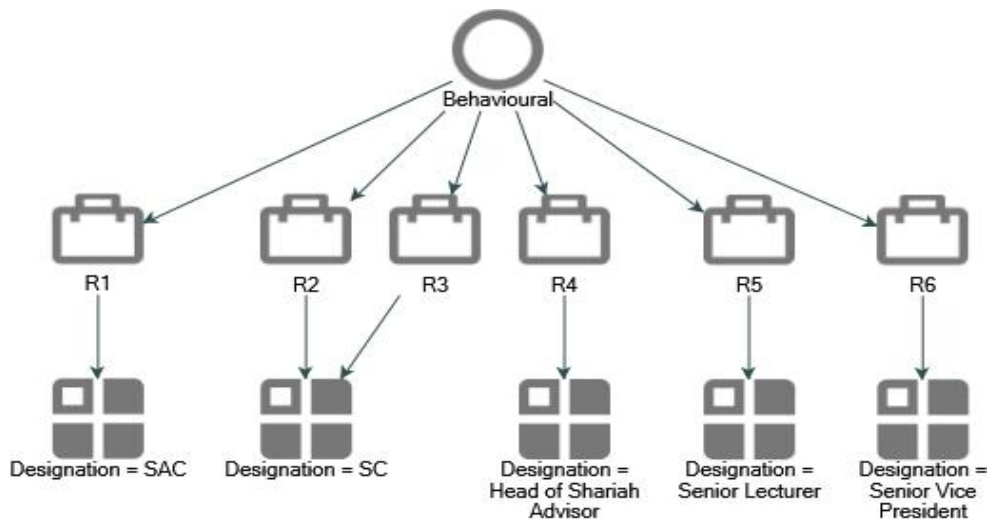 Behavioural
R1
R2
R3
R4
R5
R6
Designation = SAC
Designation = SC
Designation =
Head of Shariah
Advisor
Designation =
Senior Lecturer
Designation =
Senior Vice
President